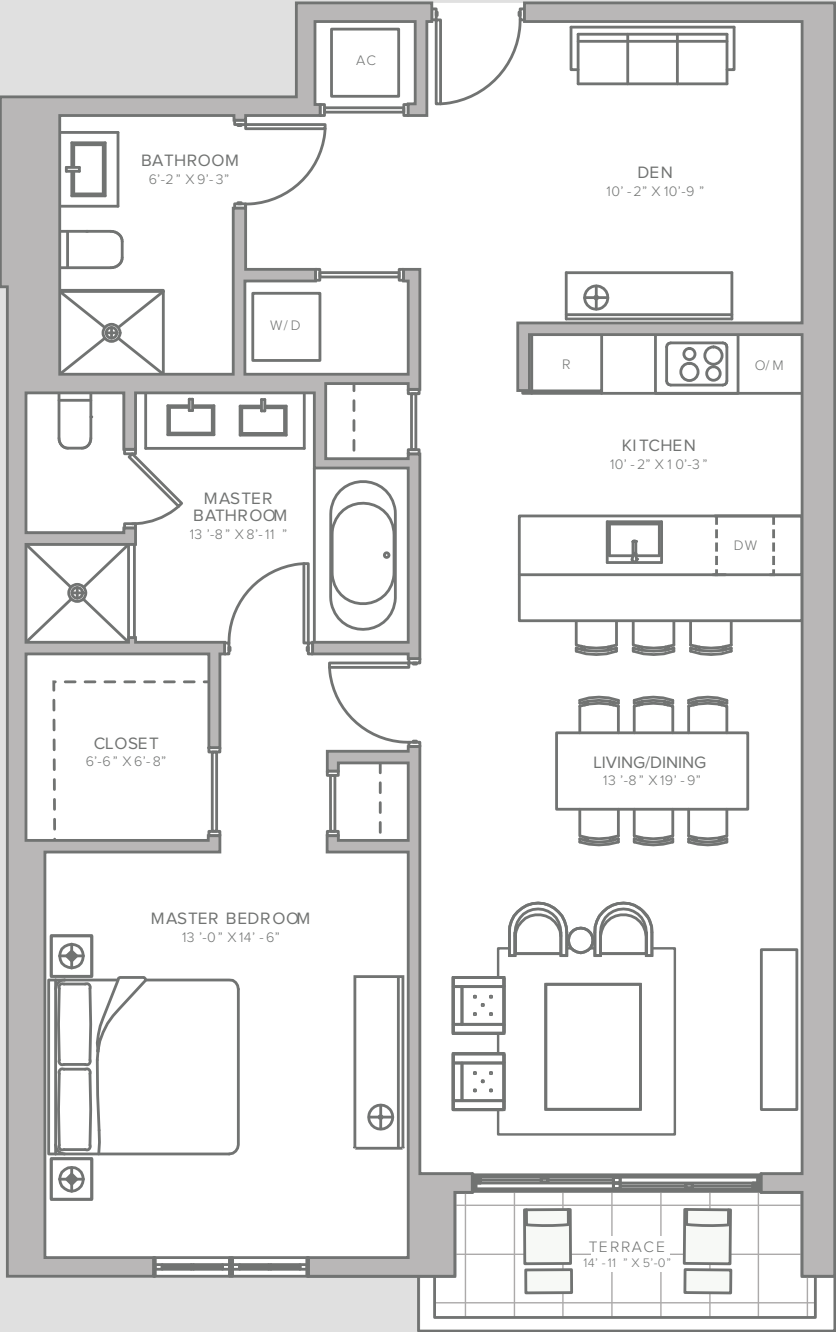 AC
BATHROOM
6'-2" X 9'-3"
DEN
10'-2" X 10'-9"
W/D
R
O/M
KITCHEN
10'-2" X 10'-3"
MASTER
BATHROOM
13'-8" X 8'-11"
DW
CLOSET
6'-6" X 6'-8"
LIVING/DINING
13'-8" X 19'-9"
MASTER BEDROOM
13'-0" X 14'-6"
TERRACE
14'-11" X 5'-0"